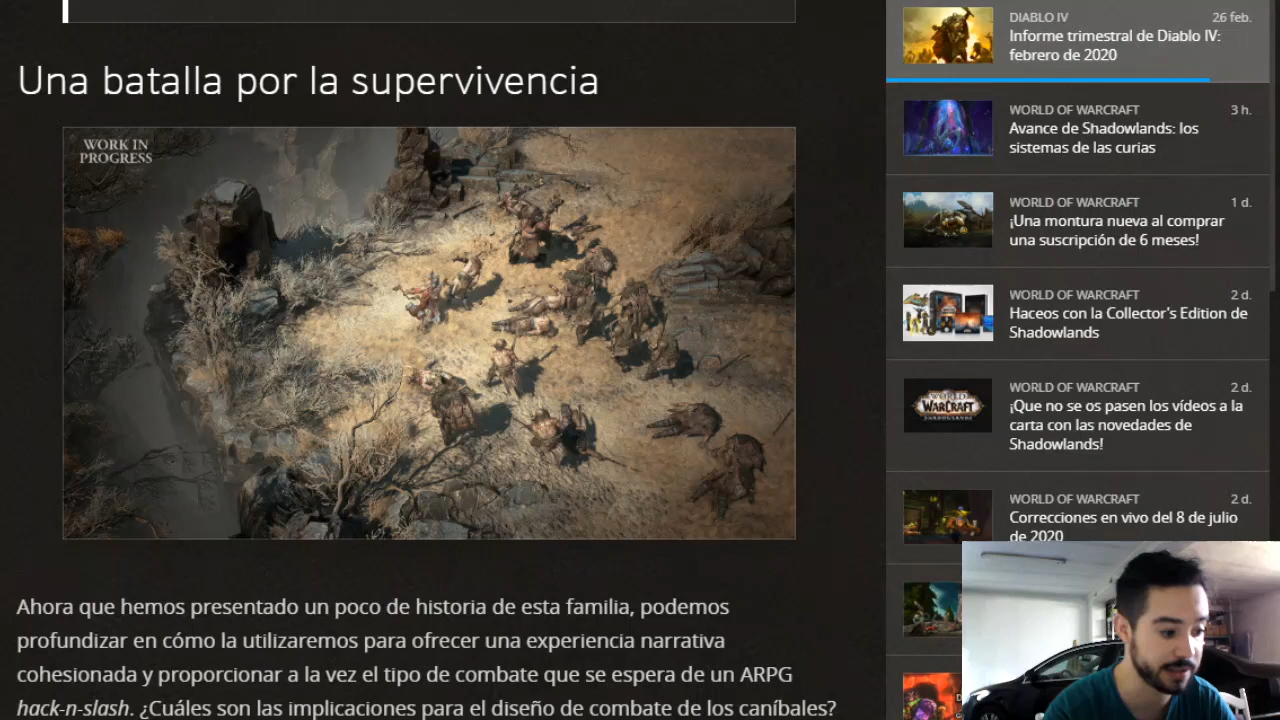 Una batalla por la supervivencia
WORK IN
PROGRESS
Ahora que hemos presentado un poco de historia de esta familia, podemos
profundizar en cómo la utilizaremos para ofrecer una experiencia narrativa
cohesionada y proporcionar a la vez el tipo de combate que se espera de un ARPG
hack-n-slash. ¿Cuáles son las implicaciones para el diseño de combate de los caníbales?
DIABLO IV 26 feb.
Informe trimestral de Diablo IV:
febrero de 2020
WORLD OF WARCRAFT 3 h.
Avance de Shadowlands: los
sistemas de las curias
WORLD OF WARCRAFT 1 d.
¡Una montura nueva al comprar
una suscripción de 6 meses!
WORLD OF WARCRAFT 2 d.
Haceos con la Collector's Edition de
Shadowlands
WORLD OF WARCRAFT 2 d.
¡Que no se os pasen los vídeos a la
carta con las novedades de
Shadowlands!
WORLD
WARCRAFT
WORLD OF WARCRAFT 2 d.
Correcciones en vivo del 8 de julio
de 2020